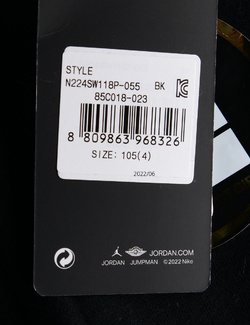 STYLE
N224SW118P-055 BK
85C018-023
8 809863 968326
SIZE: 105(4)
2022/06
JORDAN.COM
JORDAN JUMPMAN ©2022 Nike